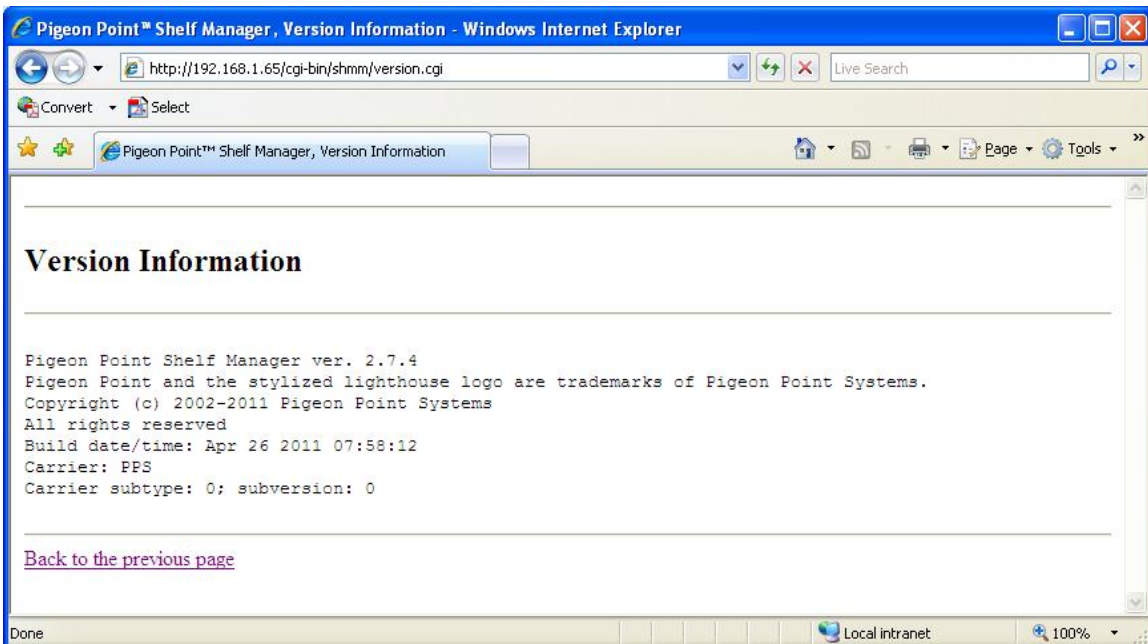 Pigeon Point™ Shelf Manager, Version Information - Windows Internet Explorer
http://192.168.1.65/cgi-bin/shmm/version.cgi
Live Search
Convert
Select
Pigeon Point™ Shelf Manager, Version Information
Page
Tools
Version Information
Pigeon Point Shelf Manager ver. 2.7.4
Pigeon Point and the stylized lighthouse logo are trademarks of Pigeon Point Systems.
Copyright (c) 2002-2011 Pigeon Point Systems
All rights reserved
Build date/time: Apr 26 2011 07:58:12
Carrier: PPS
Carrier subtype: 0; subversion: 0
Back to the previous page
Done
Local intranet
100%